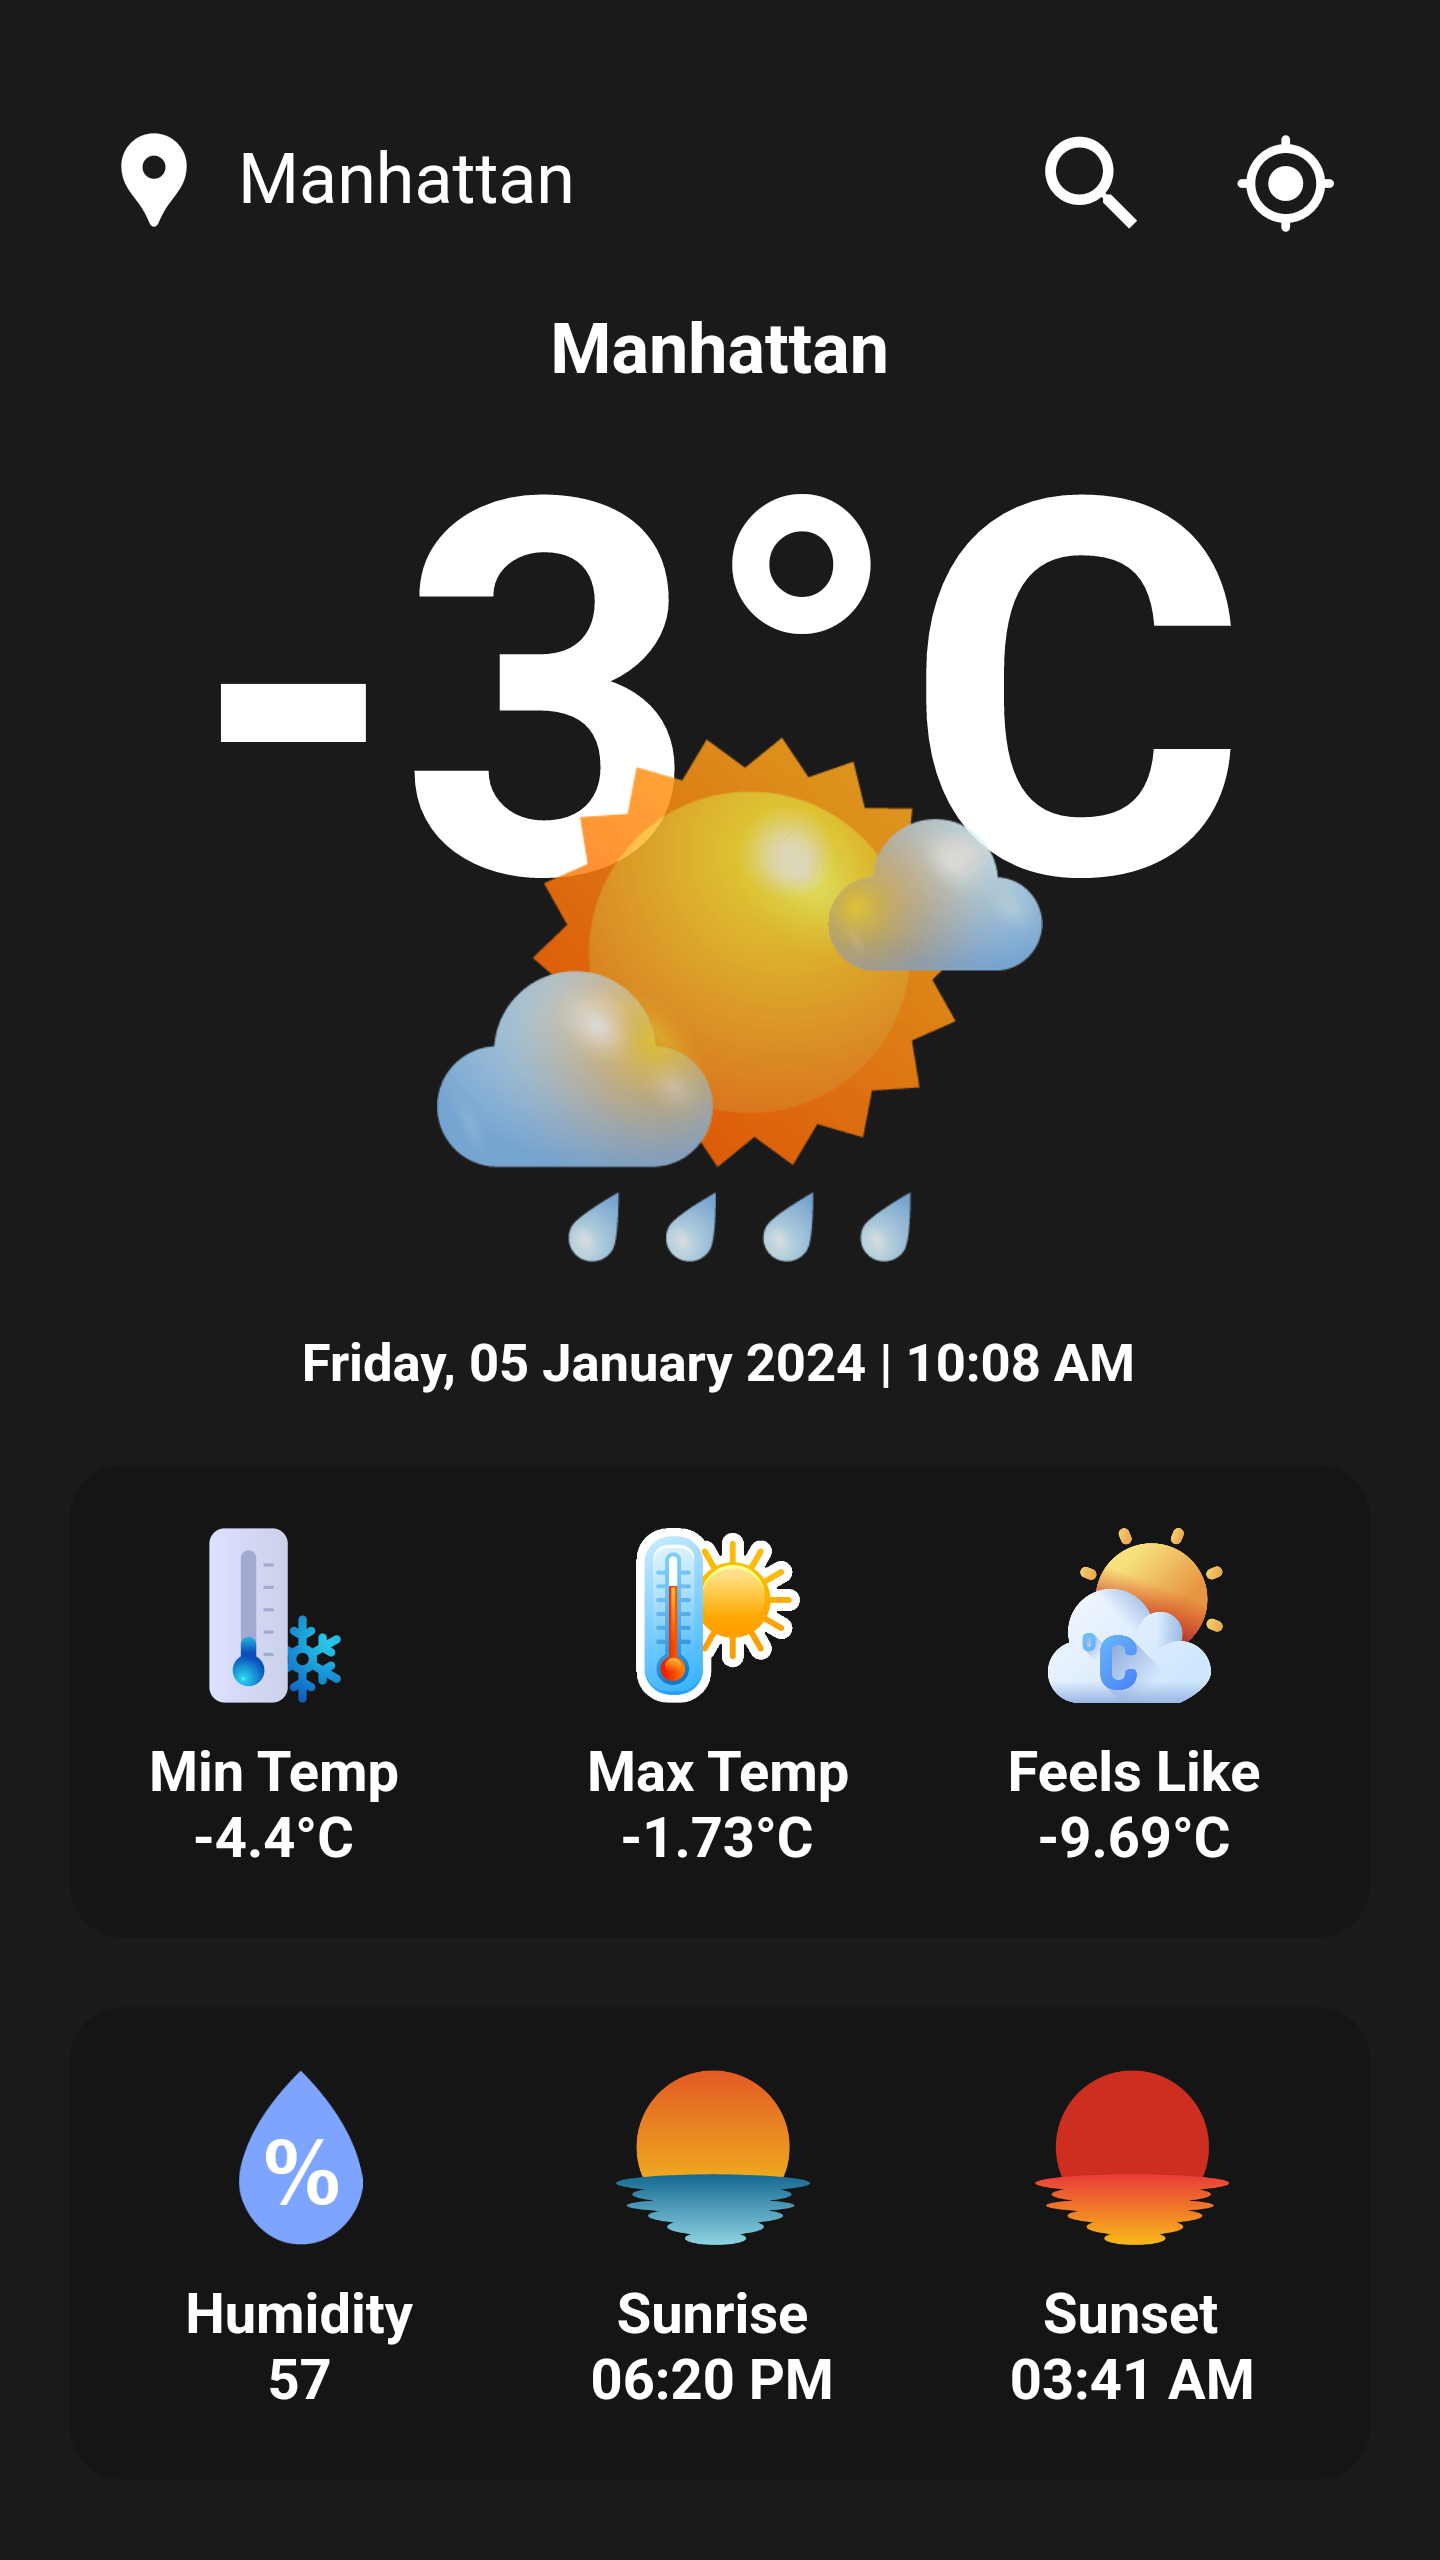 Manhattan
Manhattan
-3°C
Friday, 05 January 2024 | 10:08 AM
°C
Min Temp
-4.4°C
Max Temp
-1.73°C
Feels Like
-9.69°C
%
Humidity
57
Sunrise
06:20 PM
Sunset
03:41 AM